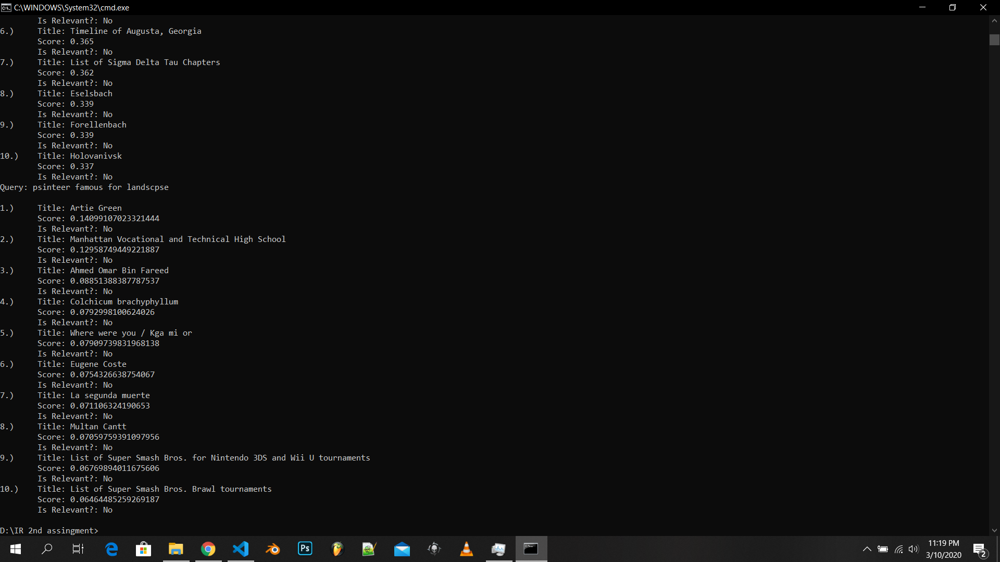 C:\WINDOWS\System32\cmd.exe
Is Relevant?: No
6.) Title: Timeline of Augusta, Georgia
Score: 0.365
Is Relevant?: No
7.) Title: List of Sigma Delta Tau Chapters
Score: 0.362
Is Relevant?: No
8.) Title: Eselsbach
Score: 0.339
Is Relevant?: No
9.) Title: Forellenbach
Score: 0.339
Is Relevant?: No
10.) Title: Holovanivsk
Score: 0.337
Is Relevant?: No
Query: psinteer famous for landscpse
1.) Title: Artie Green
Score: 0.14099107023321444
Is Relevant?: No
2.) Title: Manhattan Vocational and Technical High School
Score: 0.12958749449221887
Is Relevant?: No
3.) Title: Ahmed Omar Bin Fareed
Score: 0.08851388387787537
Is Relevant?: No
4.) Title: Colchicum brachyphyllum
Score: 0.0792998100624026
Is Relevant?: No
5.) Title: Where were you / Kga mi or
Score: 0.07909739831968138
Is Relevant?: No
6.) Title: Eugene Coste
Score: 0.0754326638754067
Is Relevant?: No
7.) Title: La segunda muerte
Score: 0.071106324190653
Is Relevant?: No
8.) Title: Multan Cantt
Score: 0.07059759391097956
Is Relevant?: No
9.) Title: List of Super Smash Bros. for Nintendo 3DS and Wii U tournaments
Score: 0.06769894011675606
Is Relevant?: No
10.) Title: List of Super Smash Bros. Brawl tournaments
Score: 0.06464485259269187
Is Relevant?: No
D:\IR 2nd assingment>
Ps
11:19 PM
3/10/2020
2